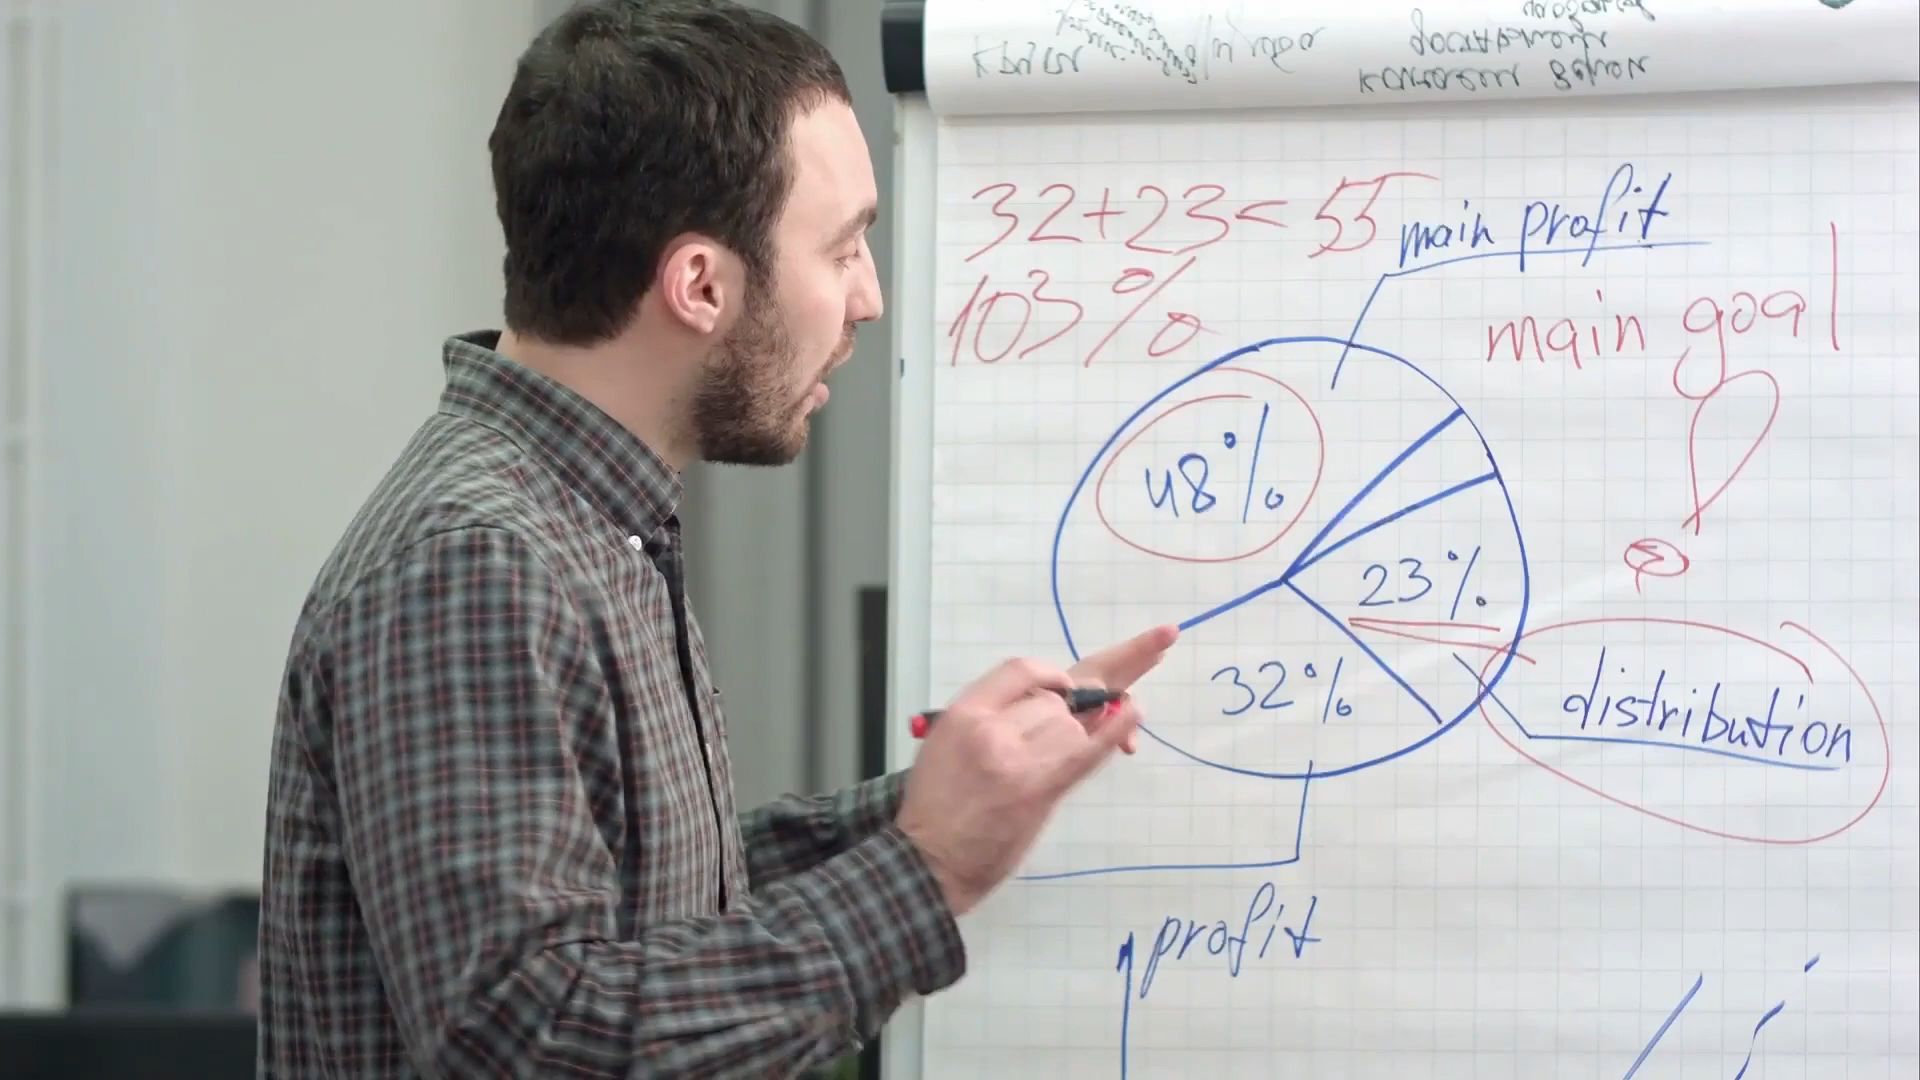 32+23= 55
main profit
103%
main goal
48%
23%
32%
distribution
profit